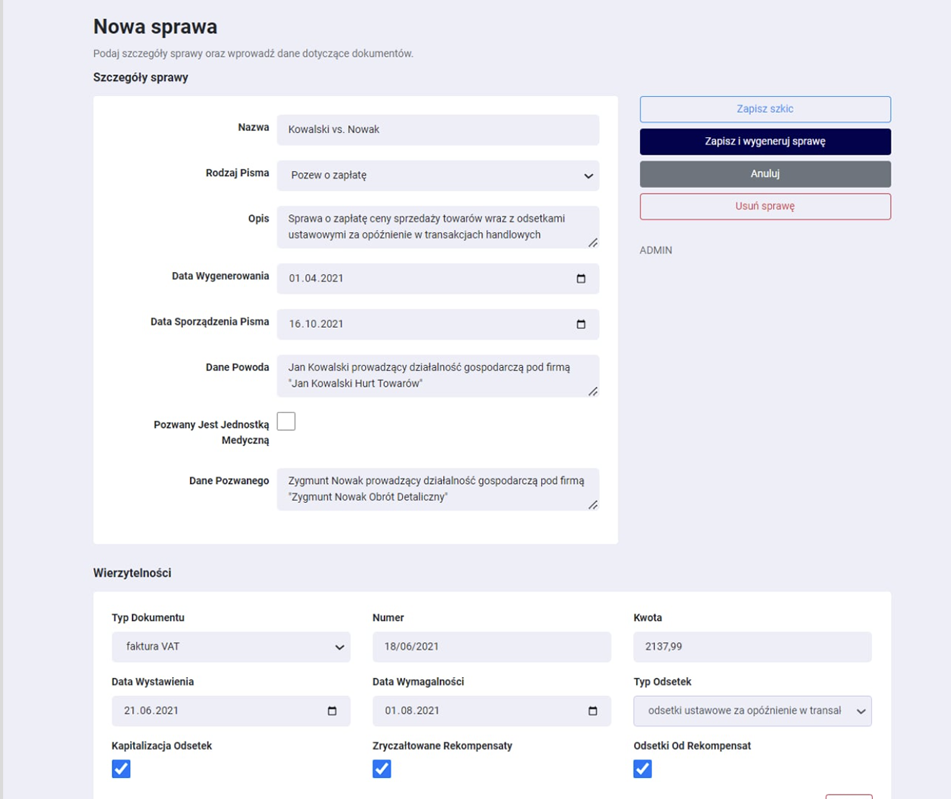 Nowa sprawa
Podaj szczegóły sprawy oraz wprowadź dane dotyczące dokumentów.
Szczegóły sprawy
Nazwa
Kowalski vs. Nowak
Rodzaj Pisma
Pozew o zapłatę
Opis
Sprawa o zapłatę ceny sprzedaży towarów wraz z odsetkami
ustawowymi za opóźnienie w transakcjach handlowych
Data Wygenerowania
01.04.2021
Data Sporządzenia Pisma
16.10.2021
Dane Powoda
Jan Kowalski prowadzący działalność gospodarczą pod firmą
"Jan Kowalski Hurt Towarów"
Pozwany Jest Jednostką
Medyczną
Dane Pozwanego
Zygmunt Nowak prowadzący działalność gospodarczą pod firmą
"Zygmunt Nowak Obrót Detaliczny"
Zapisz szkic
Zapisz i wygeneruj sprawę
Anuluj
Usuń sprawę
ADMIN
Wierzytelności
Typ Dokumentu
faktura VAT
Numer
18/06/2021
Kwota
2137,99
Data Wystawienia
21.06.2021
Data Wymagalności
01.08.2021
Typ Odsetek
odsetki ustawowe za opóźnienie w transał
Kapitalizacja Odsetek
Zryczałtowane Rekompensaty
Odsetki Od Rekompensat